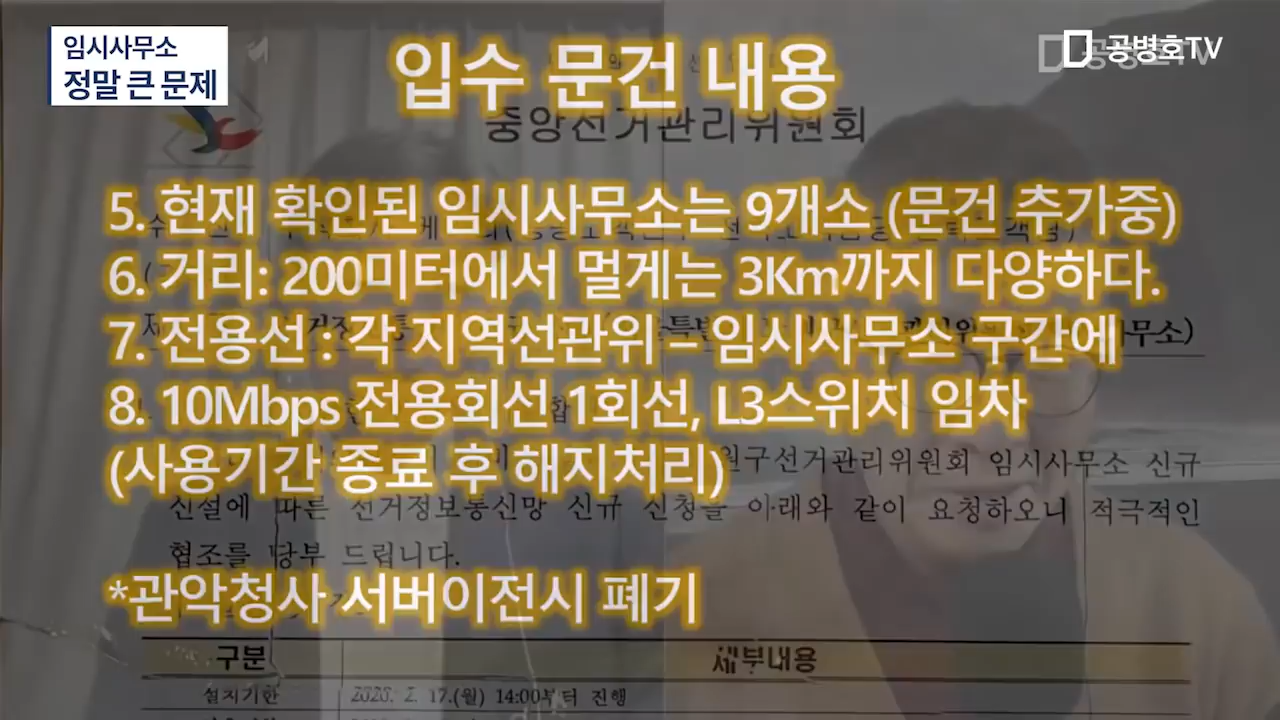 임시사무소
정말 큰 문제
공병호TV
입수 문건 내용
중앙선거관리위원회
5. 현재 확인된 임시사무소는 9개소 (문건 추가중)
6. 거리: 200미터에서 멀게는 3Km까지 다양하다.
7. 전용선 : 각 지역선관위 – 임시사무소 구간에
8. 10Mbps 전용회선 1회선, L3스위치 임차
(사용기간 종료 후 해지처리)
원구선거관리위원회 임시사무소 신규
신설에 따른 선거정보통신망 신규 신청을 아래와 같이 요청하오니 적극적인
협조를 당부 드립니다.
*관악청사 서버이전시 폐기
구분 세부내용
설치기한 2020. 2. 17.(월) 14:00부터 진행